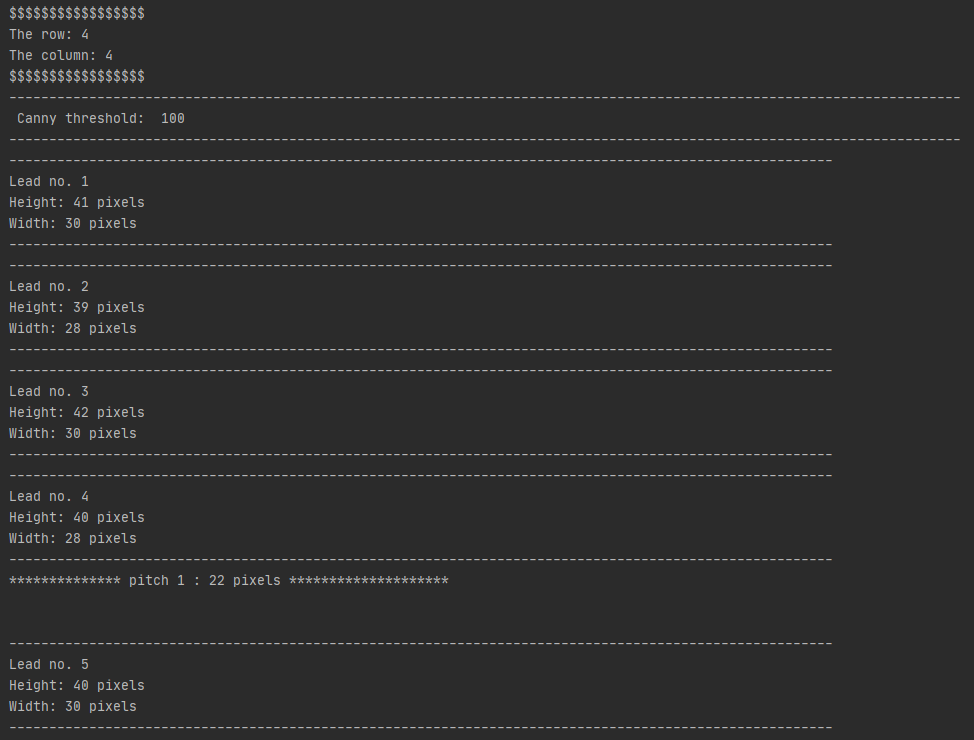 $$$$$$$$$$$$$$$$$
The row: 4
The column: 4
$$$$$$$$$$$$$$$$$
-----------------------------------------------------------------------------------------------------------------------
 Canny threshold:  100
-----------------------------------------------------------------------------------------------------------------------
-------------------------------------------------------------------------------------------------------
Lead no. 1
Height: 41 pixels
Width: 30 pixels
-------------------------------------------------------------------------------------------------------
-------------------------------------------------------------------------------------------------------
Lead no. 2
Height: 39 pixels
Width: 28 pixels
-------------------------------------------------------------------------------------------------------
-------------------------------------------------------------------------------------------------------
Lead no. 3
Height: 42 pixels
Width: 30 pixels
-------------------------------------------------------------------------------------------------------
-------------------------------------------------------------------------------------------------------
Lead no. 4
Height: 40 pixels
Width: 28 pixels
-------------------------------------------------------------------------------------------------------
************** pitch 1 : 22 pixels ********************
-------------------------------------------------------------------------------------------------------
Lead no. 5
Height: 40 pixels
Width: 30 pixels
-------------------------------------------------------------------------------------------------------